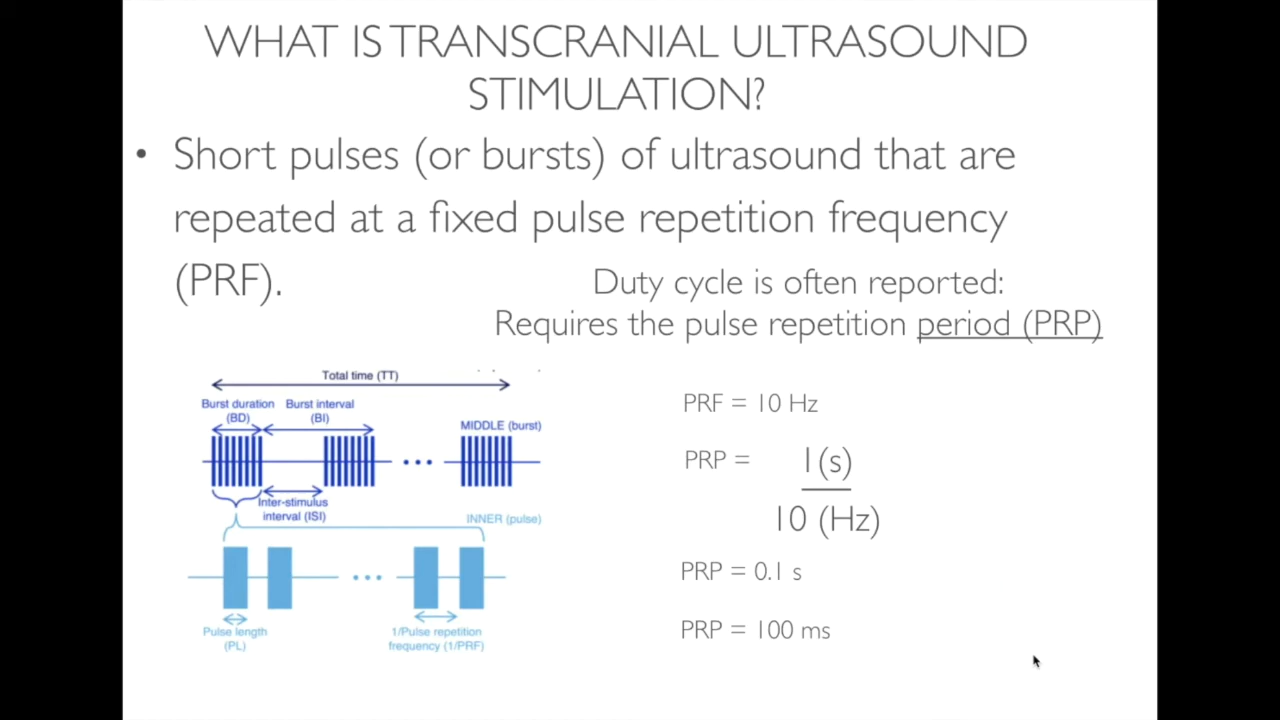 WHAT IS TRANSCRANIAL ULTRASOUND
STIMULATION?
• Short pulses (or bursts) of ultrasound that are
repeated at a fixed pulse repetition frequency
(PRF).
Duty cycle is often reported:
Requires the pulse repetition period (PRP)
Total time (TT)
Burst duration
(BD)
Burst interval
(BI)
MIDDLE (burst)
Inter-stimulus
interval (ISI)
INNER (pulse)
Pulse length
(PL)
1/Pulse repetition
frequency (1/PRF)
PRF = 10 Hz
PRP =
1(s)
10 (Hz)
PRP = 0.1 s
PRP = 100 ms